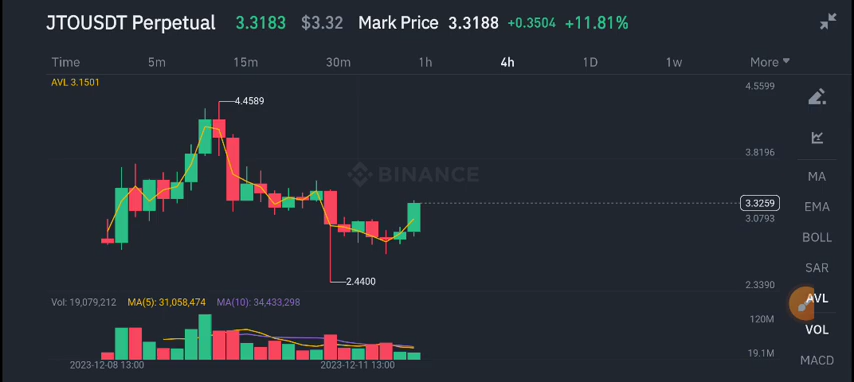 JTOUSDT Perpetual 3.3183 $3.32 Mark Price 3.3188 +0.3504 +11.81%
Time 5m 15m 30m 1h 4h 1D 1w More
AVL 3.1501
4.5599
4.4589
3.8196
BINANCE
MA
3.3259
EMA
3.0793
BOLL
SAR
2.4400
2.3390
Vol: 19,079,212 MA(5): 31,058,474 MA(10): 34,433,298
AVL
120M
VOL
19.1M
MACD
2023-12-08 13:00 2023-12-11 13:00